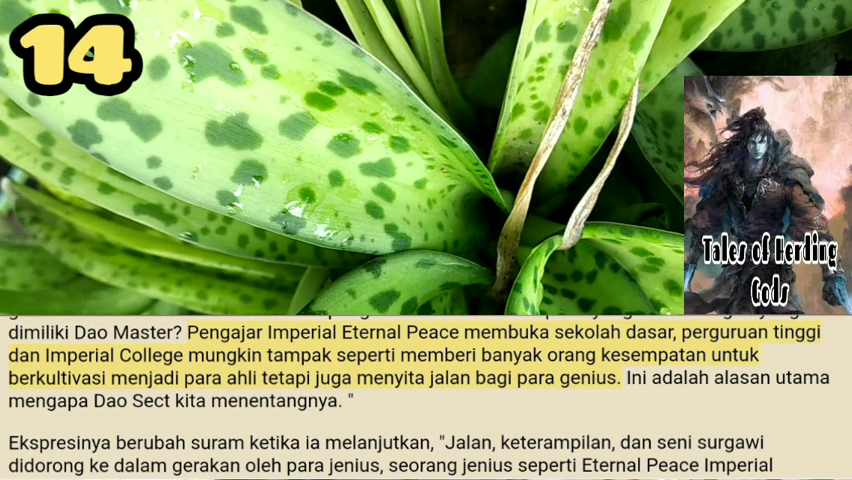 14
Tales of Herding
Gods
dimiliki Dao Master? Pengajar Imperial Eternal Peace membuka sekolah dasar, perguruan tinggi
dan Imperial College mungkin tampak seperti memberi banyak orang kesempatan untuk
berkultivasi menjadi para ahli tetapi juga menyita jalan bagi para genius. Ini adalah alasan utama
mengapa Dao Sect kita menentangnya. "
Ekspresinya berubah suram ketika ia melanjutkan, "Jalan, keterampilan, dan seni surgawi
didorong ke dalam gerakan oleh para jenius, seorang jenius seperti Eternal Peace Imperial